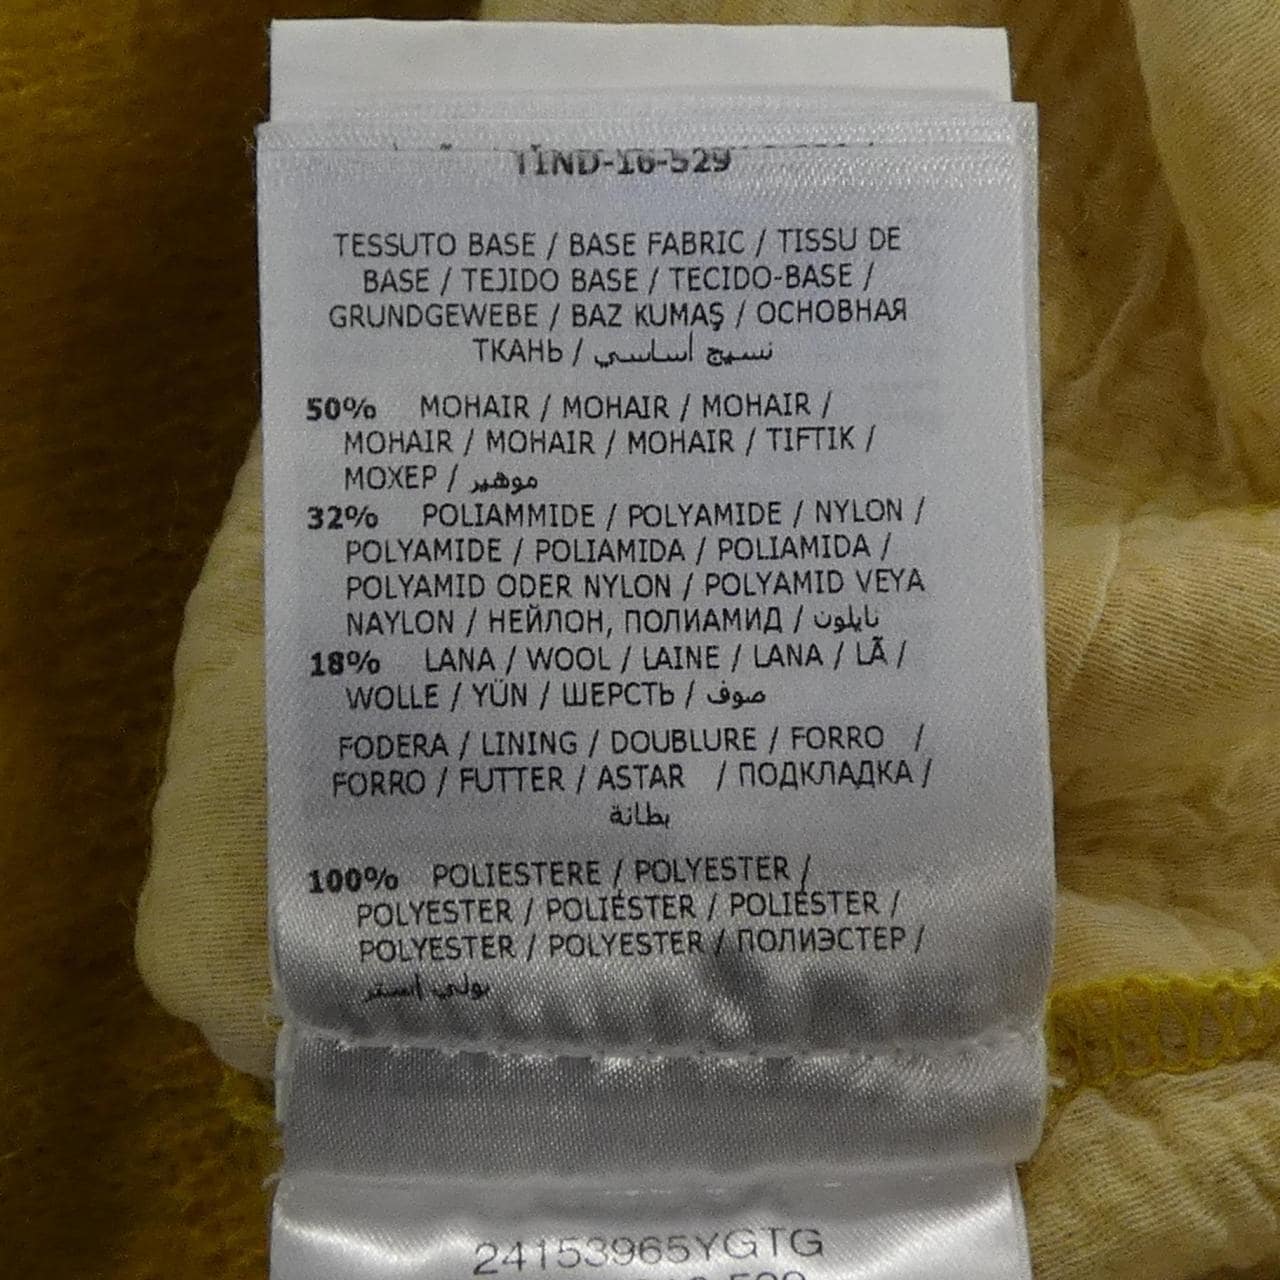 TIND-16-529
TESSUTO BASE / BASE FABRIC / TISSU DE
BASE / TEJIDO BASE / TECIDO-BASE /
GRUNDGEWEBE / BAZ KUMAŞ / ОСНОВНАЯ
ТКАНЬ / نسيج أساسي
50% MOHAIR / MOHAIR / MOHAIR /
MOHAIR / MOHAIR / MOHAIR / TIFTIK /
МОХЕР / موهير
32% POLIAMMIDE / POLYAMIDE / NYLON /
POLYAMIDE / POLIAMIDA / POLIAMIDA /
POLYAMID ODER NYLON / POLYAMID VEYA
NAYLON / НЕЙЛОН, ПОЛИАМИД / نايلون
18% LANA / WOOL / LAINE / LANA / LÃ /
WOLLE / YÜN / ШЕРСТЬ / صوف
FODERA / LINING / DOUBLURE / FORRO /
FORRO / FUTTER / ASTAR / ПОДКЛАДКА /
بطانة
100% POLIESTERE / POLYESTER /
POLYESTER / POLIÉSTER / POLIÉSTER /
POLYESTER / POLYESTER / ПОЛИЭСТЕР /
بولي استر
24153965YGTG